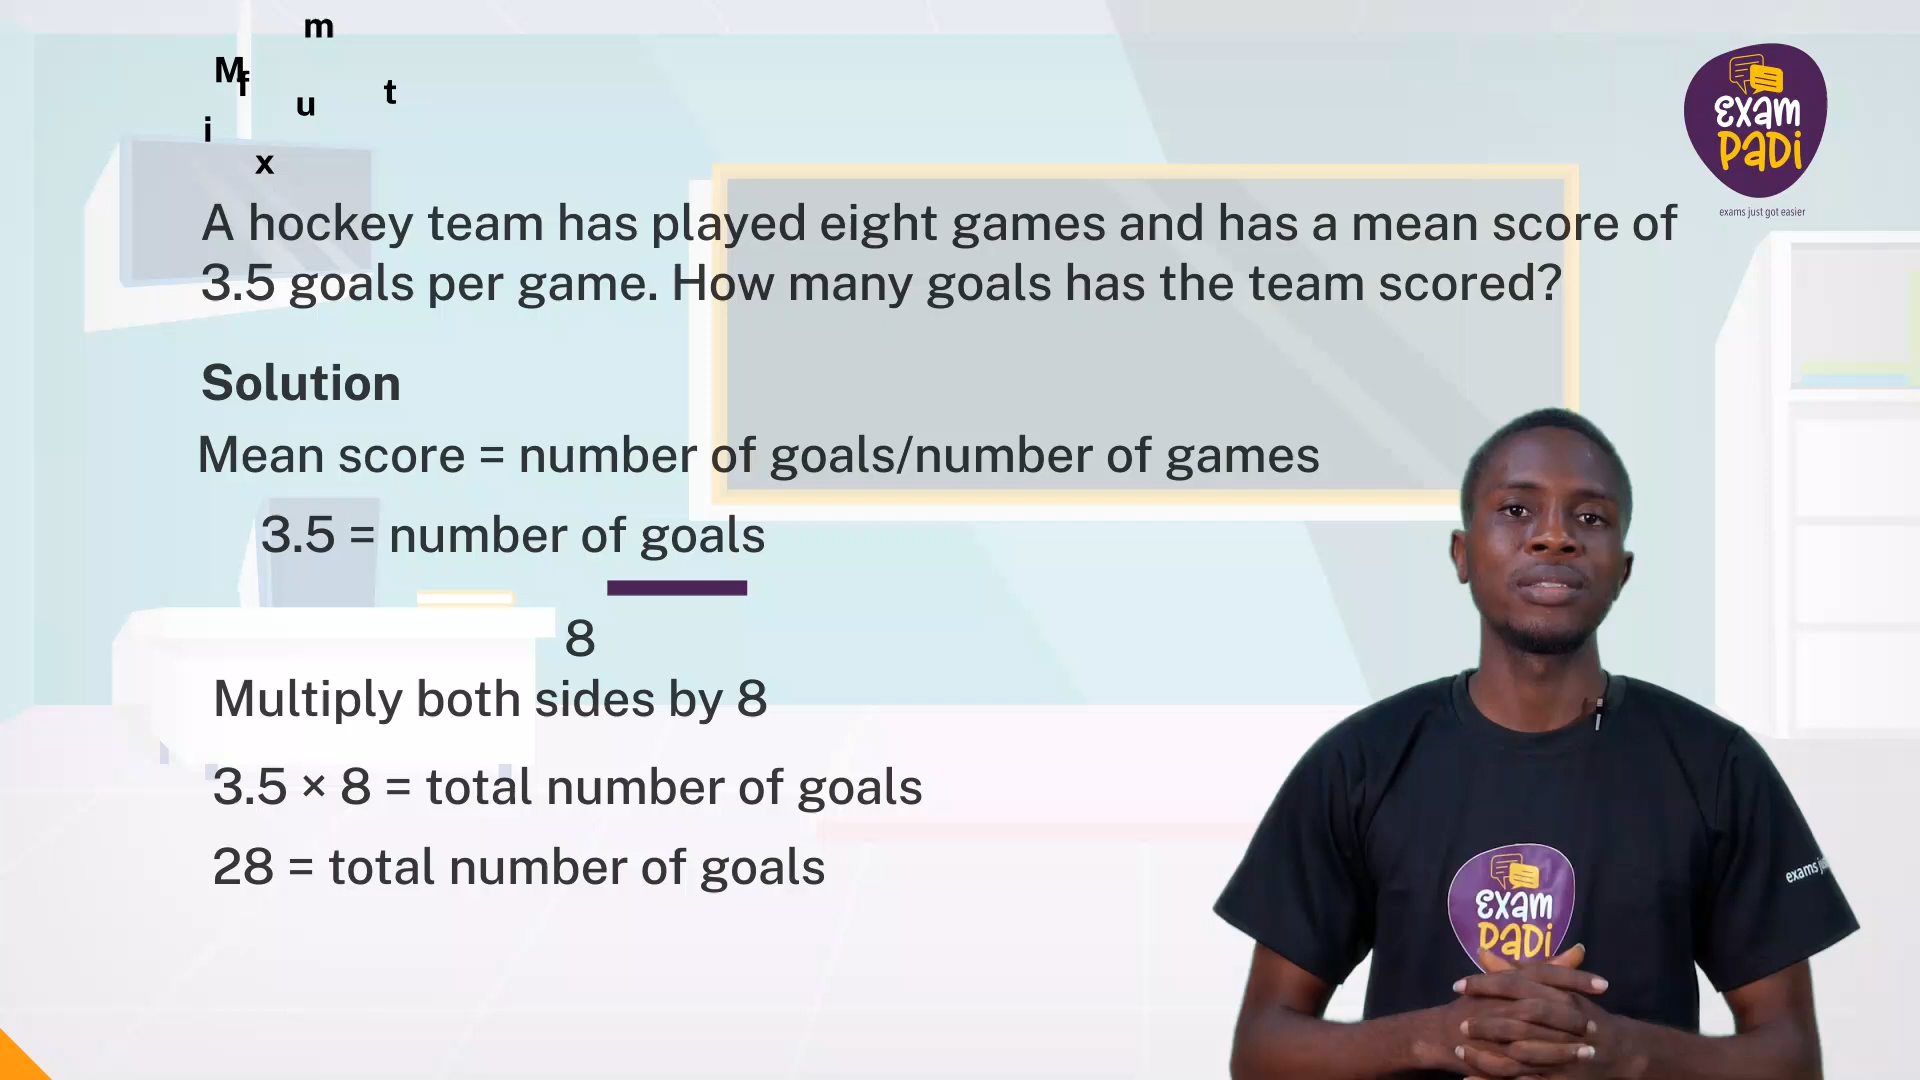 m
M
f
t
u
i
x
exam
padi
exams just got easier
A hockey team has played eight games and has a mean score of
3.5 goals per game. How many goals has the team scored?
Solution
Mean score = number of goals/number of games
3.5 = number of goals
8
Multiply both sides by 8
3.5 × 8 = total number of goals
28 = total number of goals
exam
padi
exams